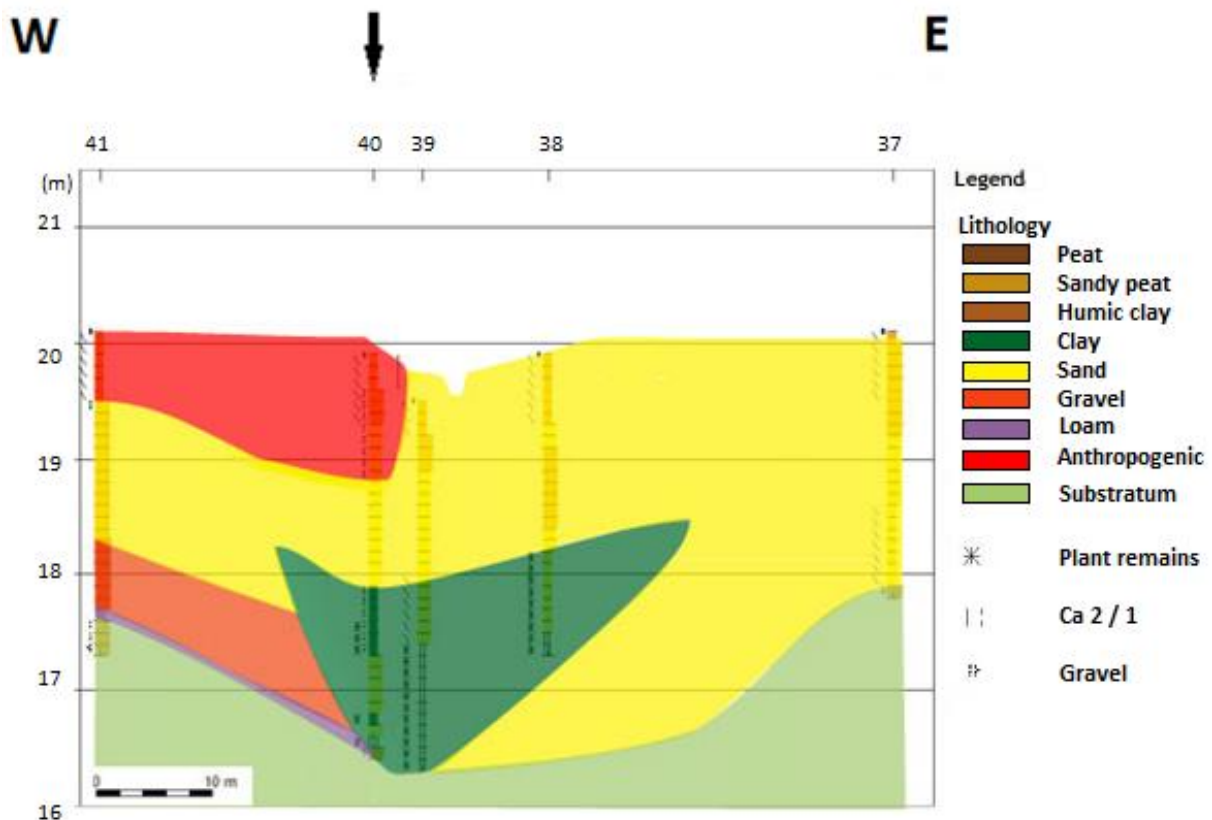 W E
41 40 39 38 37
(m)
21
20
19
18
17
16
0 10 m
Legend
Lithology
Peat
Sandy peat
Humic clay
Clay
Sand
Gravel
Loam
Anthropogenic
Substratum
Plant remains
Ca 2 / 1
Gravel